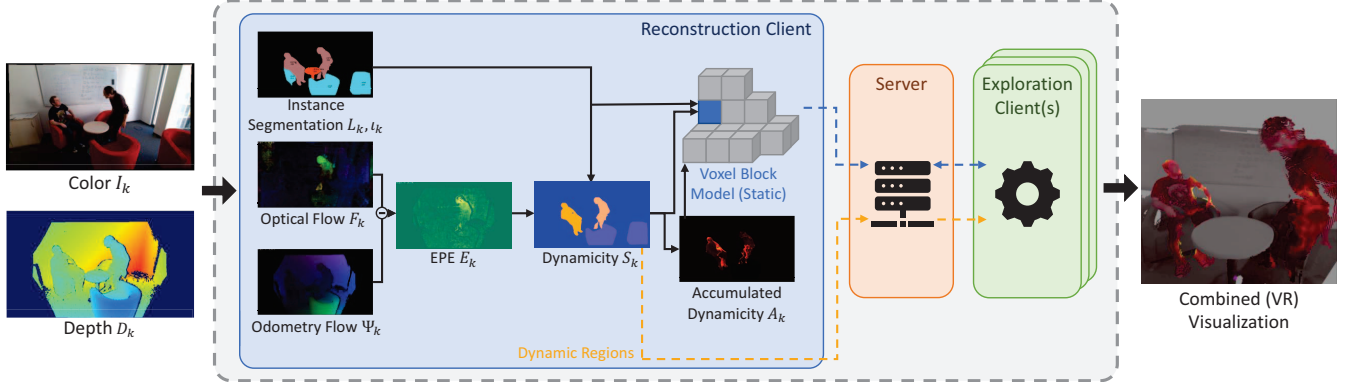 Reconstruction Client
Color I_k
Depth D_k
Instance
Segmentation L_k, ι_k
Optical Flow F_k
Odometry Flow Ψ_k
EPE E_k
Dynamicity S_k
Voxel Block
Model (Static)
Accumulated
Dynamicity A_k
Dynamic Regions
Server
Exploration
Client(s)
Combined (VR)
Visualization